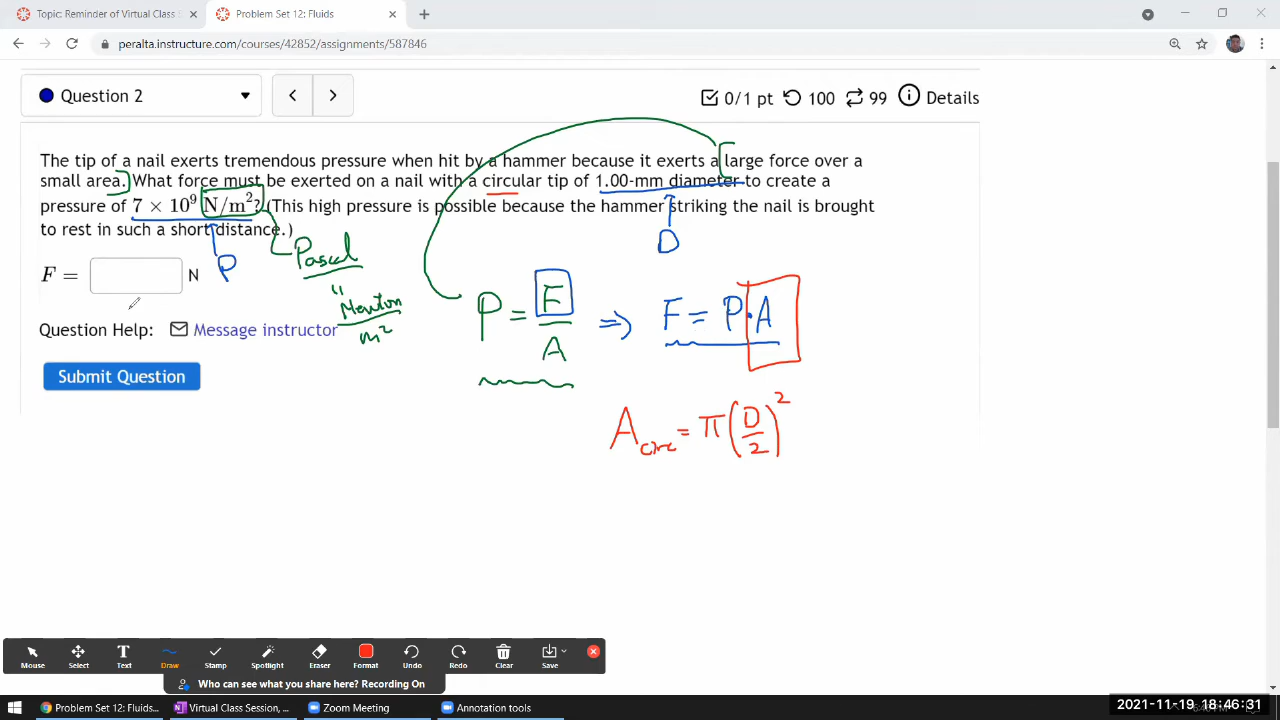 Topic: Reminder of Virtual Class S
Problem Set 12: Fluids
peralta.instructure.com/courses/42852/assignments/587846
Question 2
0/1 pt 100 99 Details
The tip of a nail exerts tremendous pressure when hit by a hammer because it exerts a large force over a
small area. What force must be exerted on a nail with a circular tip of 1.00-mm diameter to create a
pressure of 7 × 10⁹ N/m²? (This high pressure is possible because the hammer striking the nail is brought
to rest in such a short distance.)
P
Pascal
D
F = N
"Newton
m²
P = F/A ⇒ F = P·A
Question Help: Message instructor
Submit Question
A circ = π(D/2)²
Mouse Select Text Draw Stamp Spotlight Eraser Format Undo Redo Clear Save
Who can see what you share here? Recording On
Problem Set 12: Fluids... Virtual Class Session, ... Zoom Meeting Annotation tools
2021-11-19 18:46:31